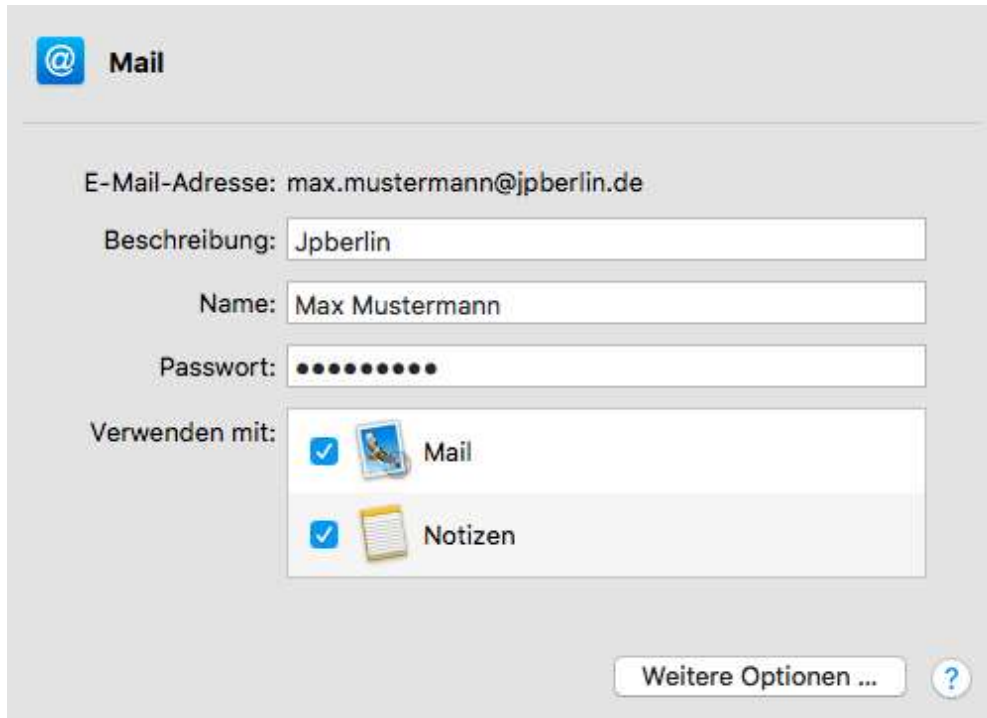 @ Mail
E-Mail-Adresse: max.mustermann@jpberlin.de
Beschreibung: Jpberlin
Name: Max Mustermann
Passwort: •••••••••
Verwenden mit:
Mail
Notizen
Weitere Optionen ... ?